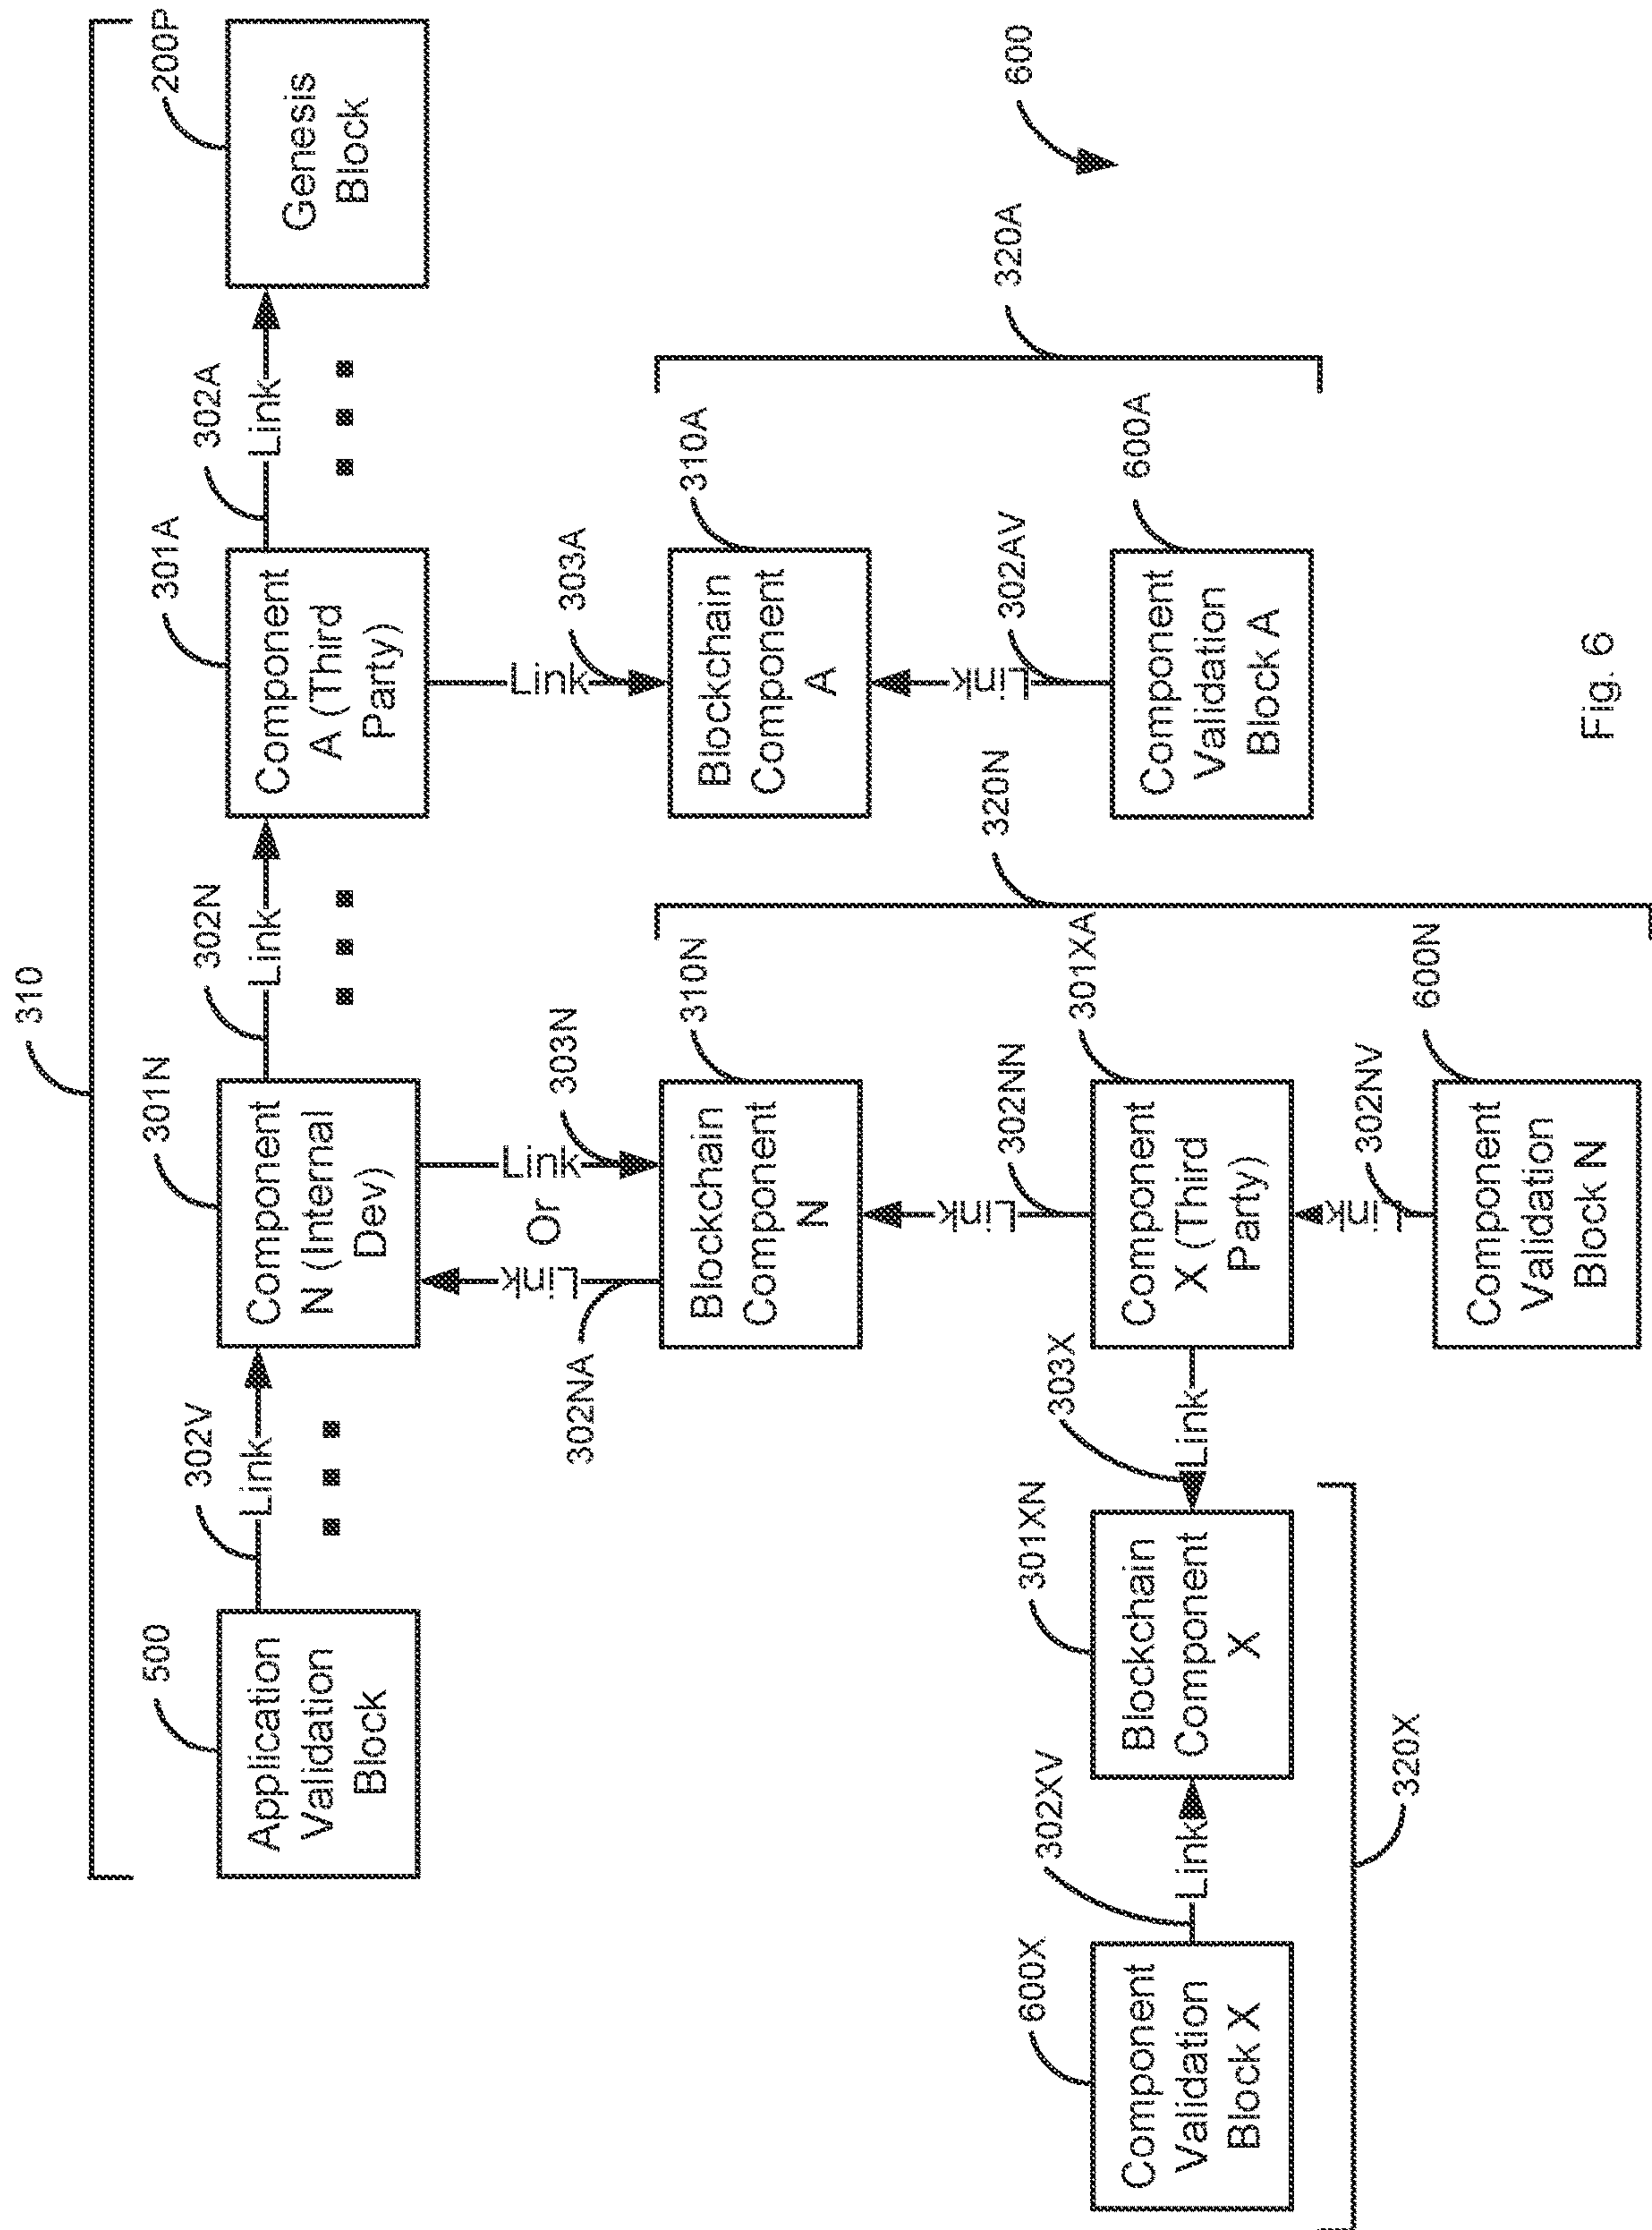 310
500
Application
Validation
Block
302V
Link
301N
Component
N (Internal
Dev)
302N
Link
301A
Component
A (Third
Party)
302A
Link
200P
Genesis
Block
302NA
Link
Or
Link
303N
Link
303A
Blockchain
Component
N
310N
320N
Blockchain
Component
A
310A
320A
600
Link
302NN
Link
302AV
600X
Component
Validation
Block X
302XV
Link
301XN
Blockchain
Component
X
303X
Link
Component
X (Third
Party)
301XA
Component
Validation
Block A
600A
320X
Link
302NV
Component
Validation
Block N
600N
Fig. 6